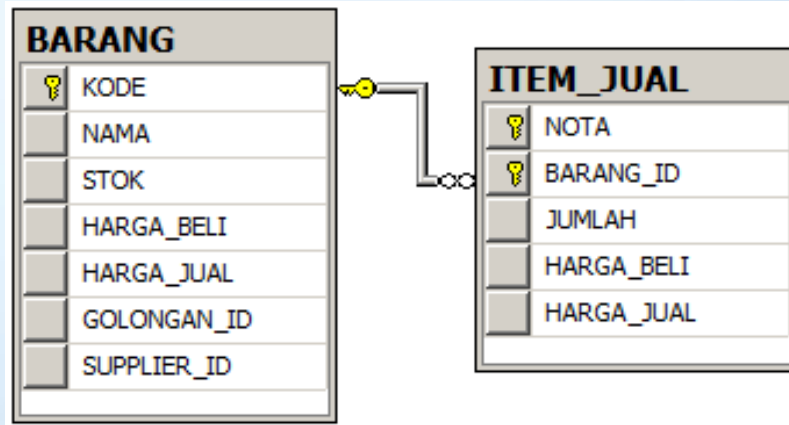 BARANG
KODE
NAMA
STOK
HARGA_BELI
HARGA_JUAL
GOLONGAN_ID
SUPPLIER_ID
ITEM_JUAL
NOTA
BARANG_ID
JUMLAH
HARGA_BELI
HARGA_JUAL